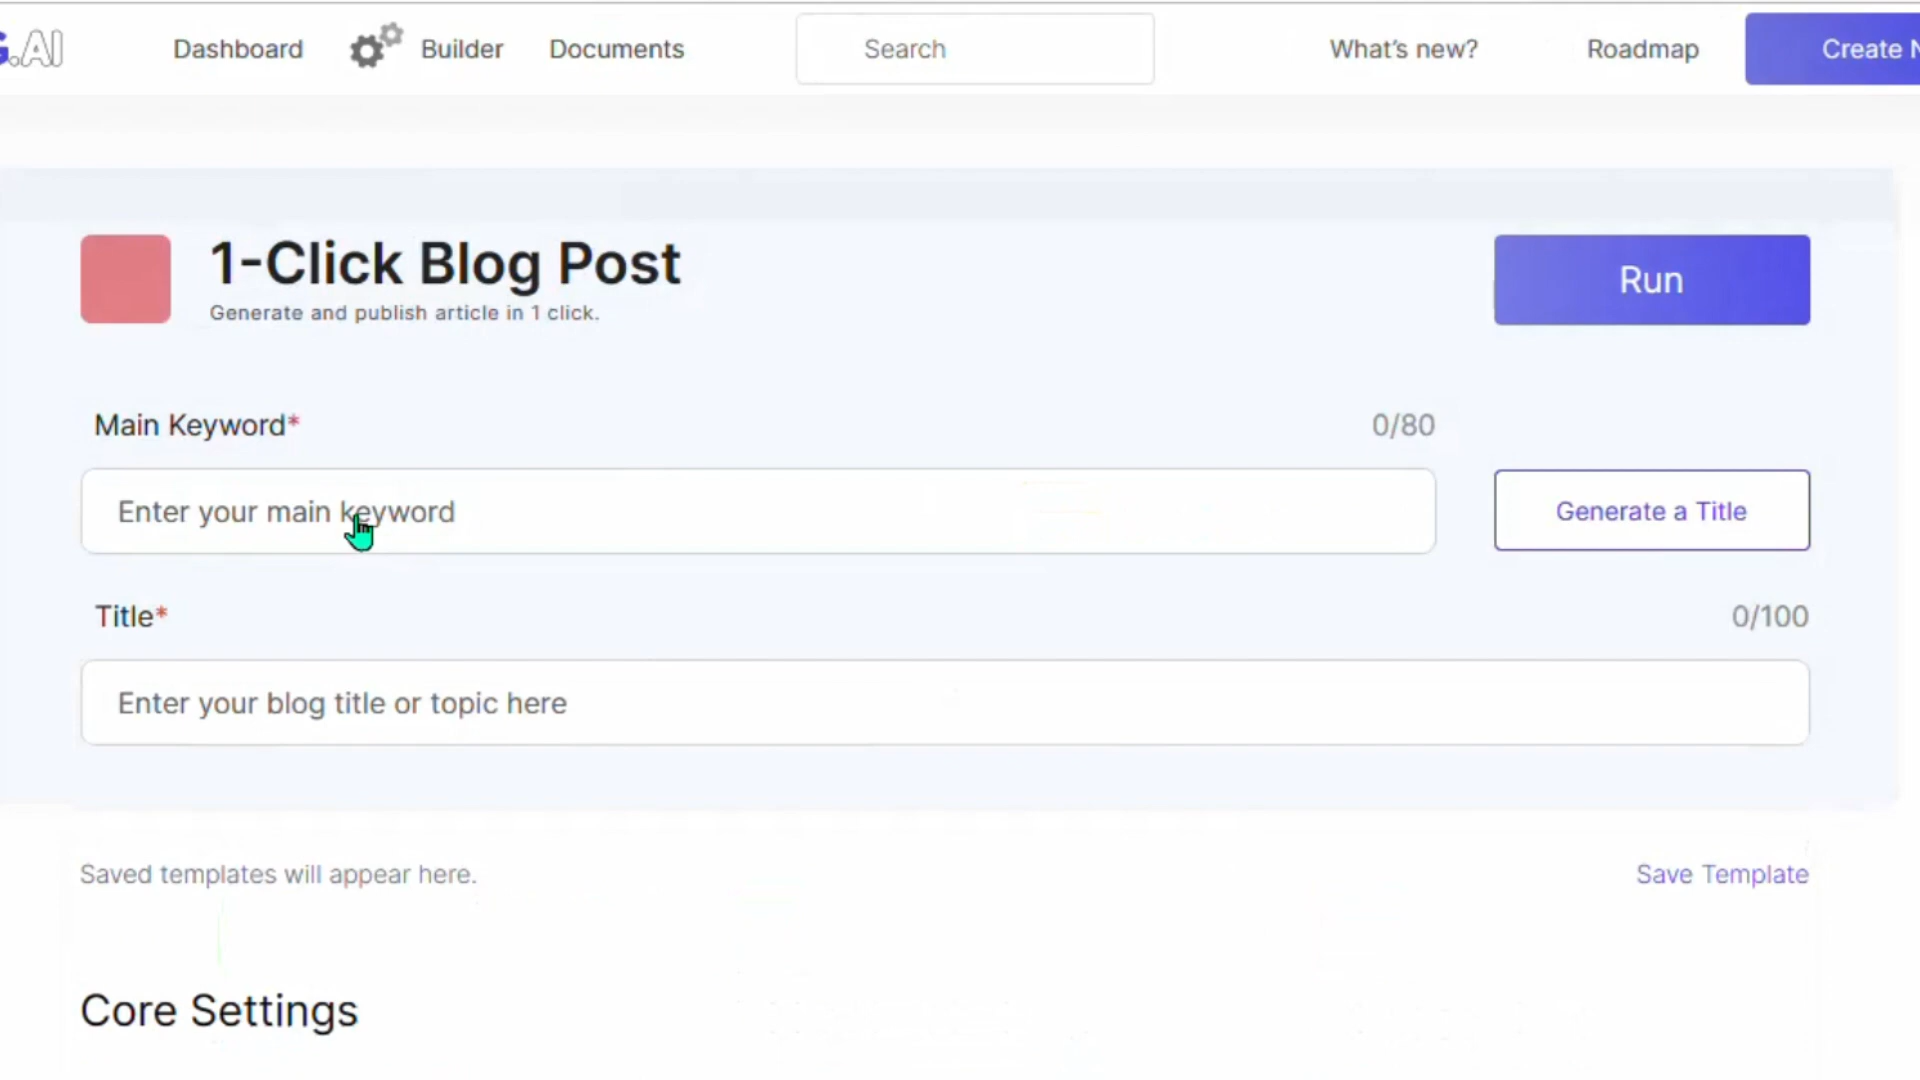 G.AI
Dashboard
Builder
Documents
Search
What's new?
Roadmap
Create N
1-Click Blog Post
Generate and publish article in 1 click.
Run
Main Keyword*
0/80
Enter your main keyword
Generate a Title
Title*
0/100
Enter your blog title or topic here
Saved templates will appear here.
Save Template
Core Settings